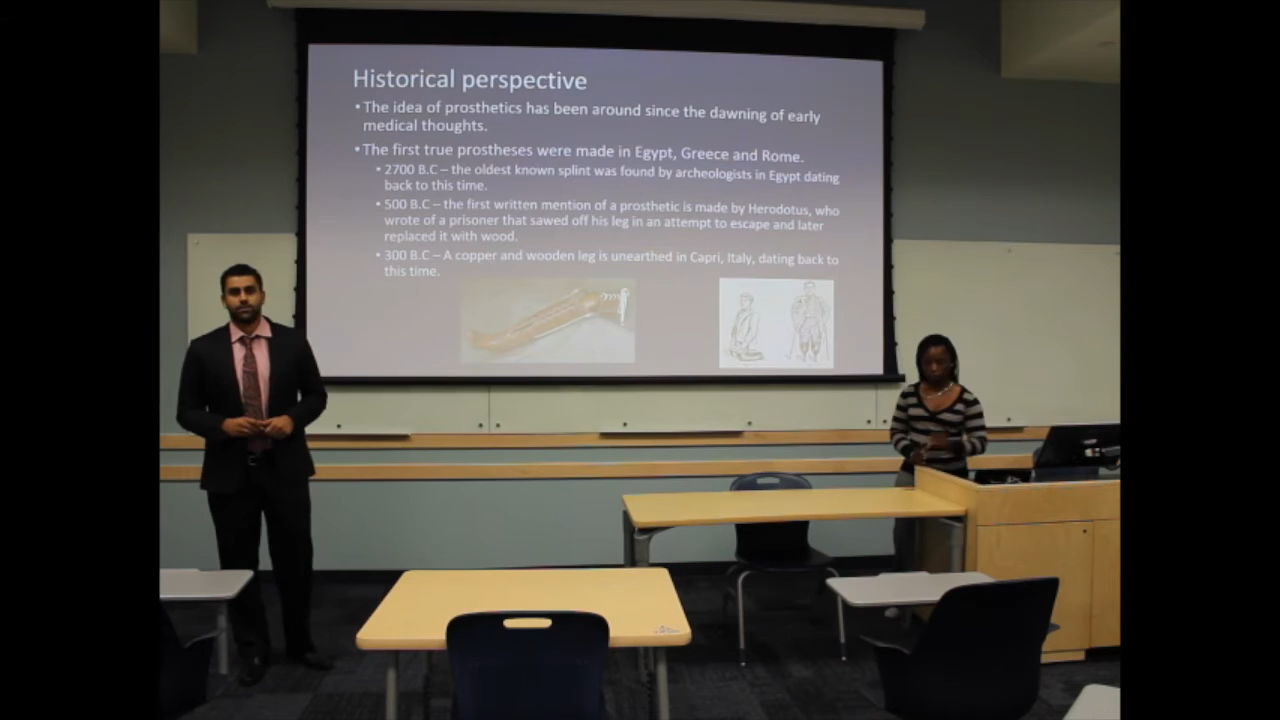 Historical perspective
•The idea of prosthetics has been around since the dawning of early
medical thoughts.
•The first true prostheses were made in Egypt, Greece and Rome.
• 2700 B.C – the oldest known splint was found by archeologists in Egypt dating
back to this time.
• 500 B.C – the first written mention of a prosthetic is made by Herodotus, who
wrote of a prisoner that sawed off his leg in an attempt to escape and later
replaced it with wood.
• 300 B.C – A copper and wooden leg is unearthed in Capri, Italy, dating back to
this time.